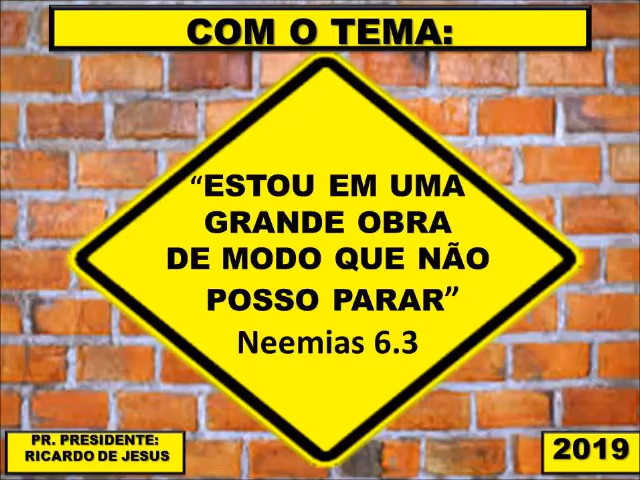 COM O TEMA:
“ESTOU EM UMA
GRANDE OBRA
DE MODO QUE NÃO
POSSO PARAR”
Neemias 6.3
PR. PRESIDENTE:
RICARDO DE JESUS
2019